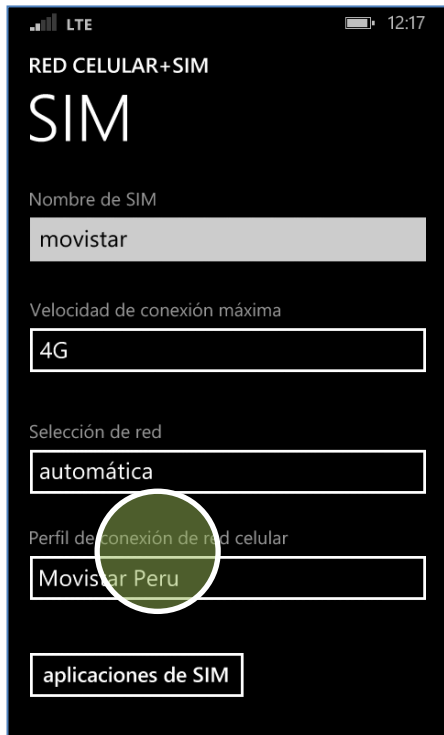 LTE 12:17
RED CELULAR+SIM
SIM
Nombre de SIM
movistar
Velocidad de conexión máxima
4G
Selección de red
automática
Perfil de conexión de red celular
Movistar Peru
aplicaciones de SIM